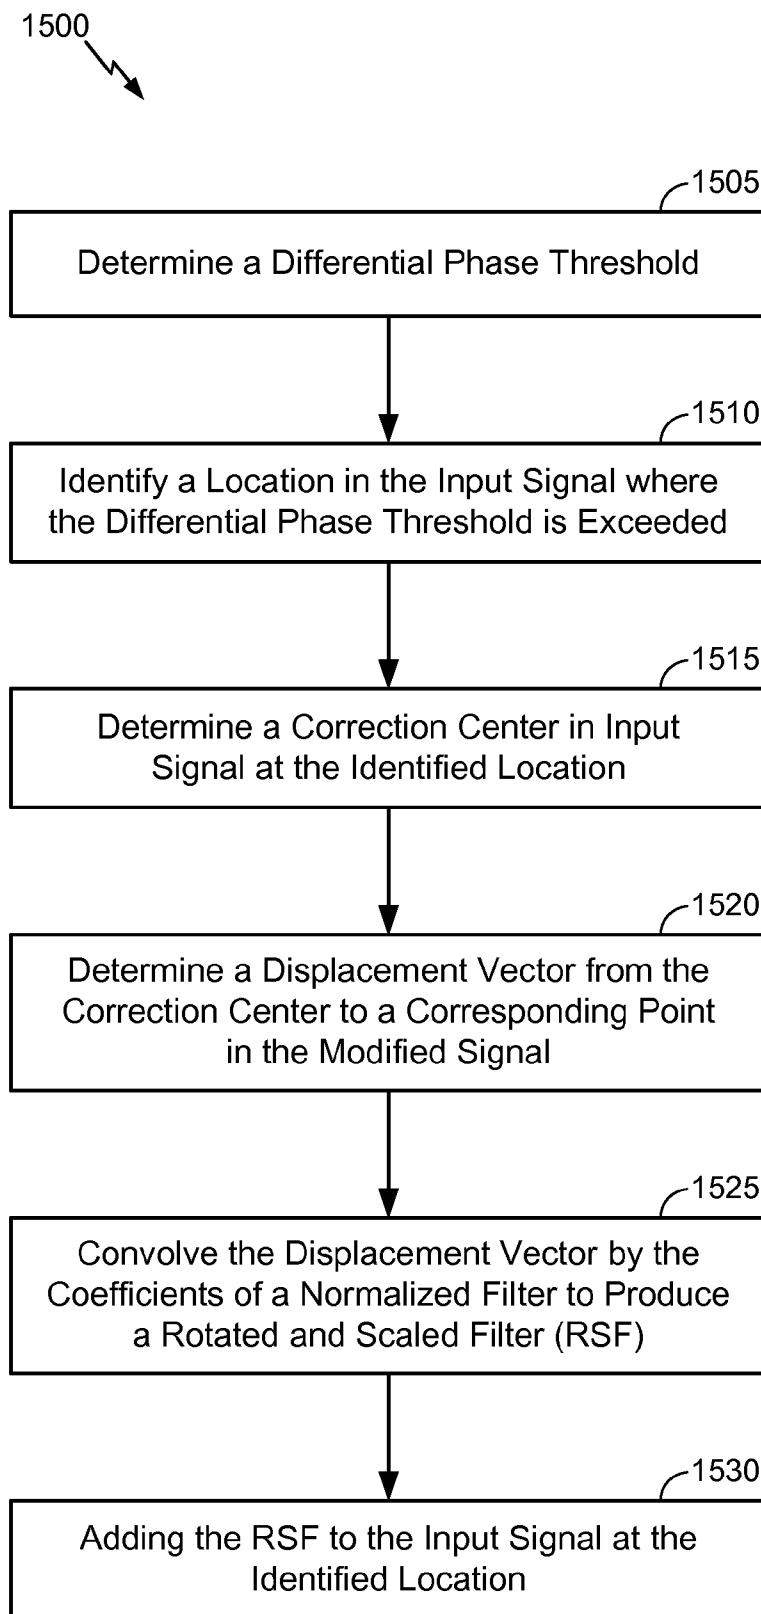 1500
1505
Determine a Differential Phase Threshold
1510
Identify a Location in the Input Signal where
the Differential Phase Threshold is Exceeded
1515
Determine a Correction Center in Input
Signal at the Identified Location
1520
Determine a Displacement Vector from the
Correction Center to a Corresponding Point
in the Modified Signal
1525
Convolve the Displacement Vector by the
Coefficients of a Normalized Filter to Produce
a Rotated and Scaled Filter (RSF)
1530
Adding the RSF to the Input Signal at the
Identified Location